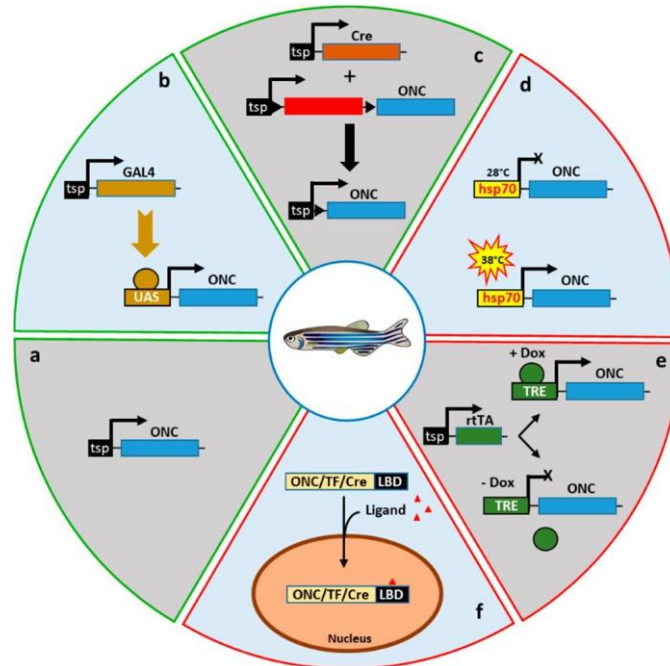 a
tsp
ONC
b
tsp
GAL4
UAS
ONC
c
tsp
Cre
+
tsp
ONC
tsp
ONC
d
28°C
hsp70
X
ONC
38°C
hsp70
ONC
e
+ Dox
TRE
ONC
tsp
rtTA
- Dox
X
TRE
ONC
f
ONC/TF/Cre LBD
Ligand
ONC/TF/Cre LBD
Nucleus